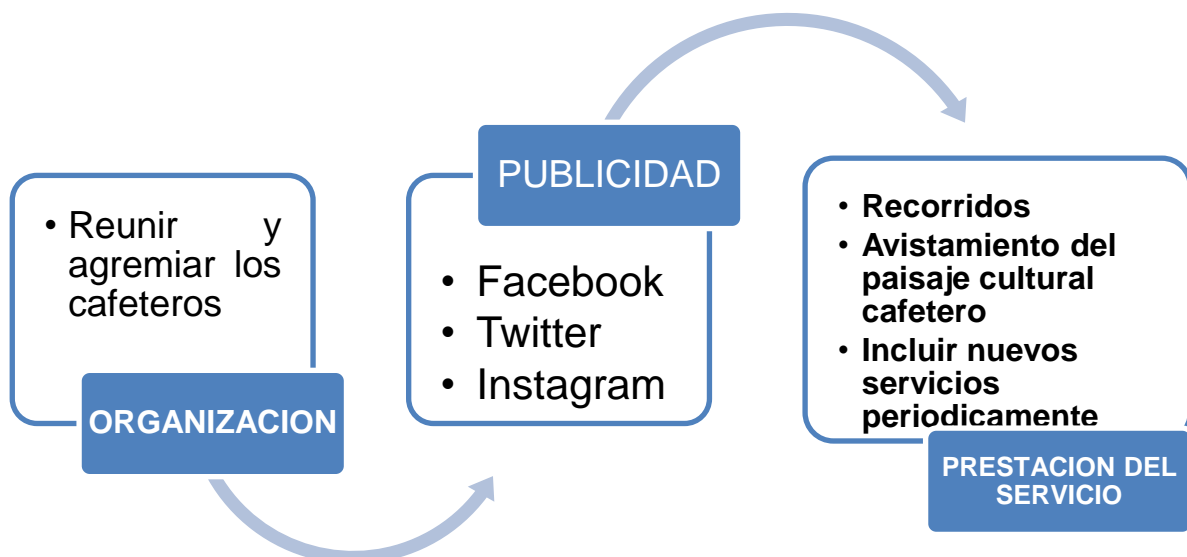 • Reunir y
agremiar los
cafeteros
ORGANIZACION
PUBLICIDAD
• Facebook
• Twitter
• Instagram
• Recorridos
• Avistamiento del
paisaje cultural
cafetero
• Incluir nuevos
servicios
periodicamente
PRESTACION DEL
SERVICIO